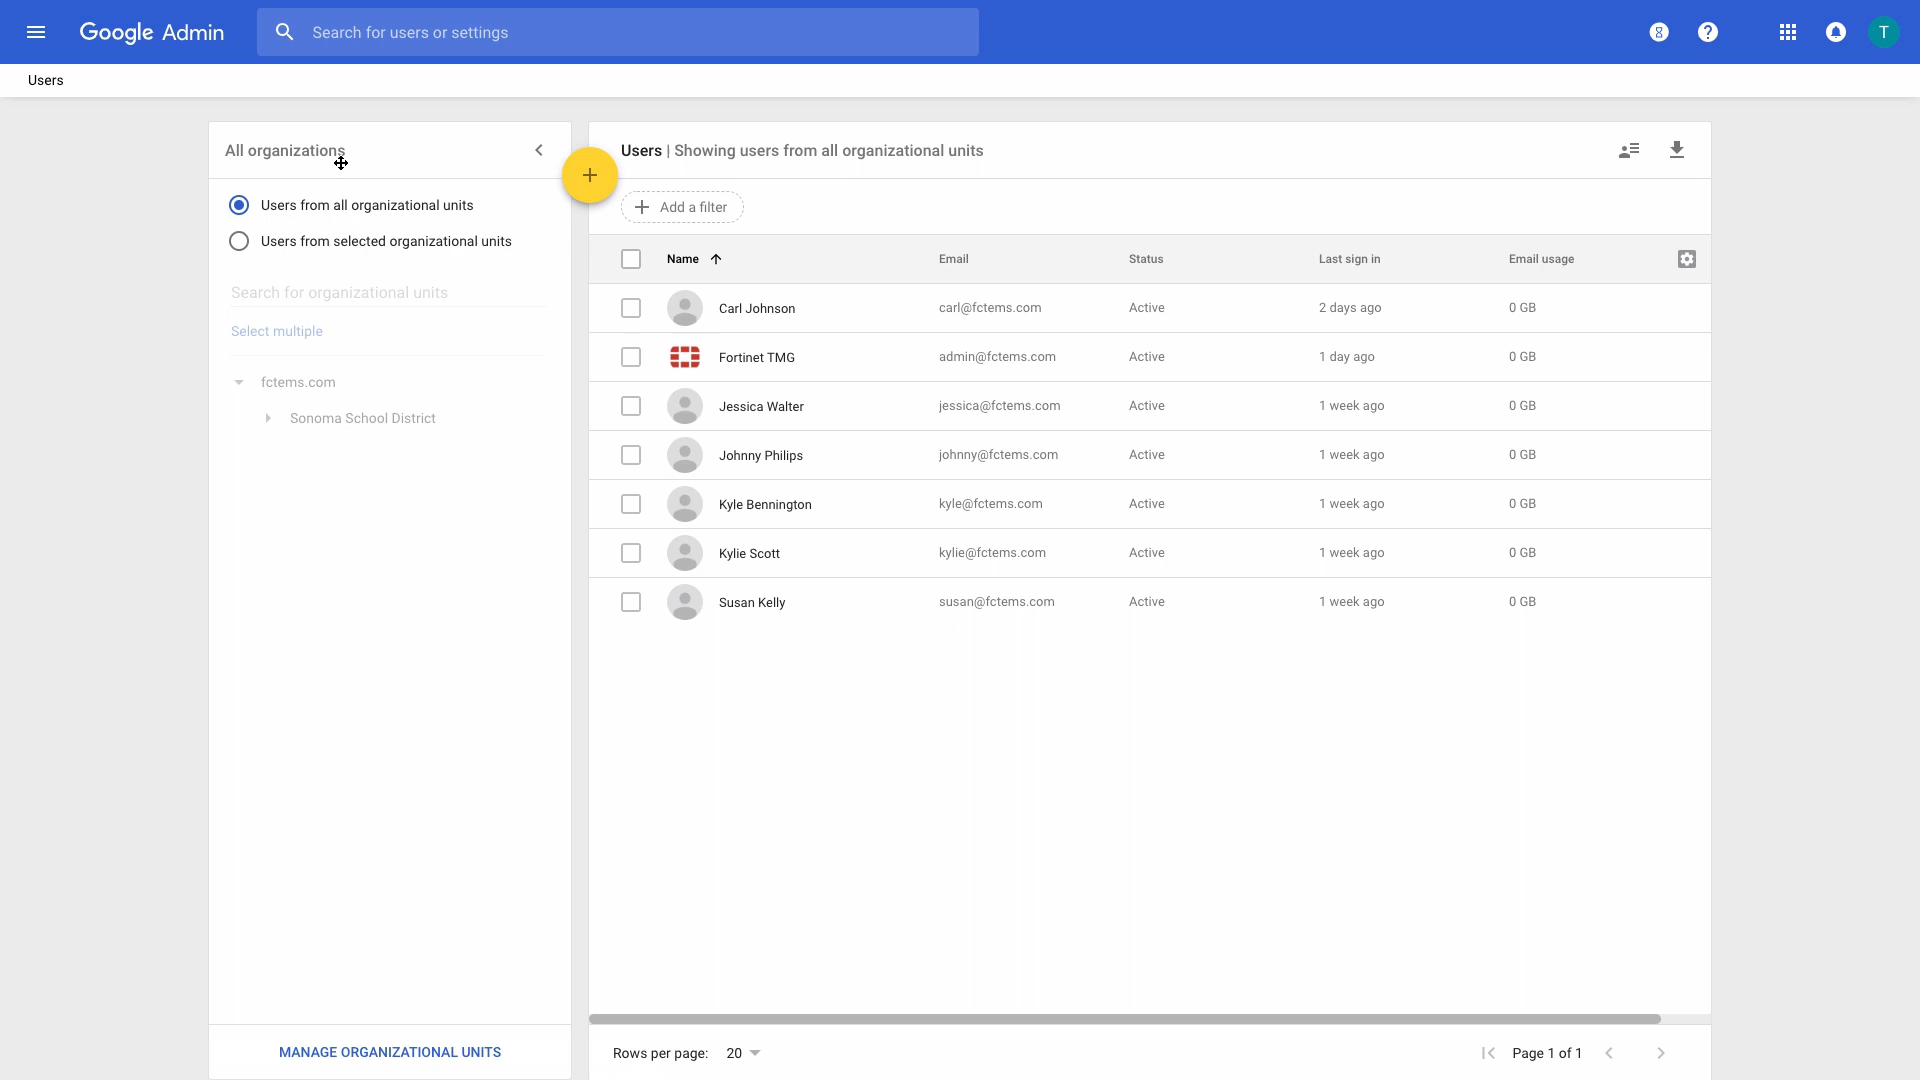 Google Admin
Search for users or settings
T
Users
All organizations
Users from all organizational units
Users from selected organizational units
Search for organizational units
Select multiple
fctems.com
Sonoma School District
MANAGE ORGANIZATIONAL UNITS
Users | Showing users from all organizational units
Add a filter
Name Email Status Last sign in Email usage
Carl Johnson carl@fctems.com Active 2 days ago 0 GB
Fortinet TMG admin@fctems.com Active 1 day ago 0 GB
Jessica Walter jessica@fctems.com Active 1 week ago 0 GB
Johnny Philips johnny@fctems.com Active 1 week ago 0 GB
Kyle Bennington kyle@fctems.com Active 1 week ago 0 GB
Kylie Scott kylie@fctems.com Active 1 week ago 0 GB
Susan Kelly susan@fctems.com Active 1 week ago 0 GB
Rows per page: 20
Page 1 of 1